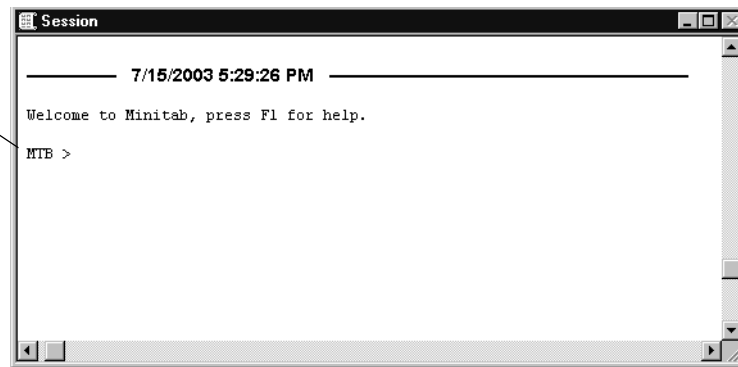 Session
7/15/2003 5:29:26 PM
Welcome to Minitab, press F1 for help.
MTB >